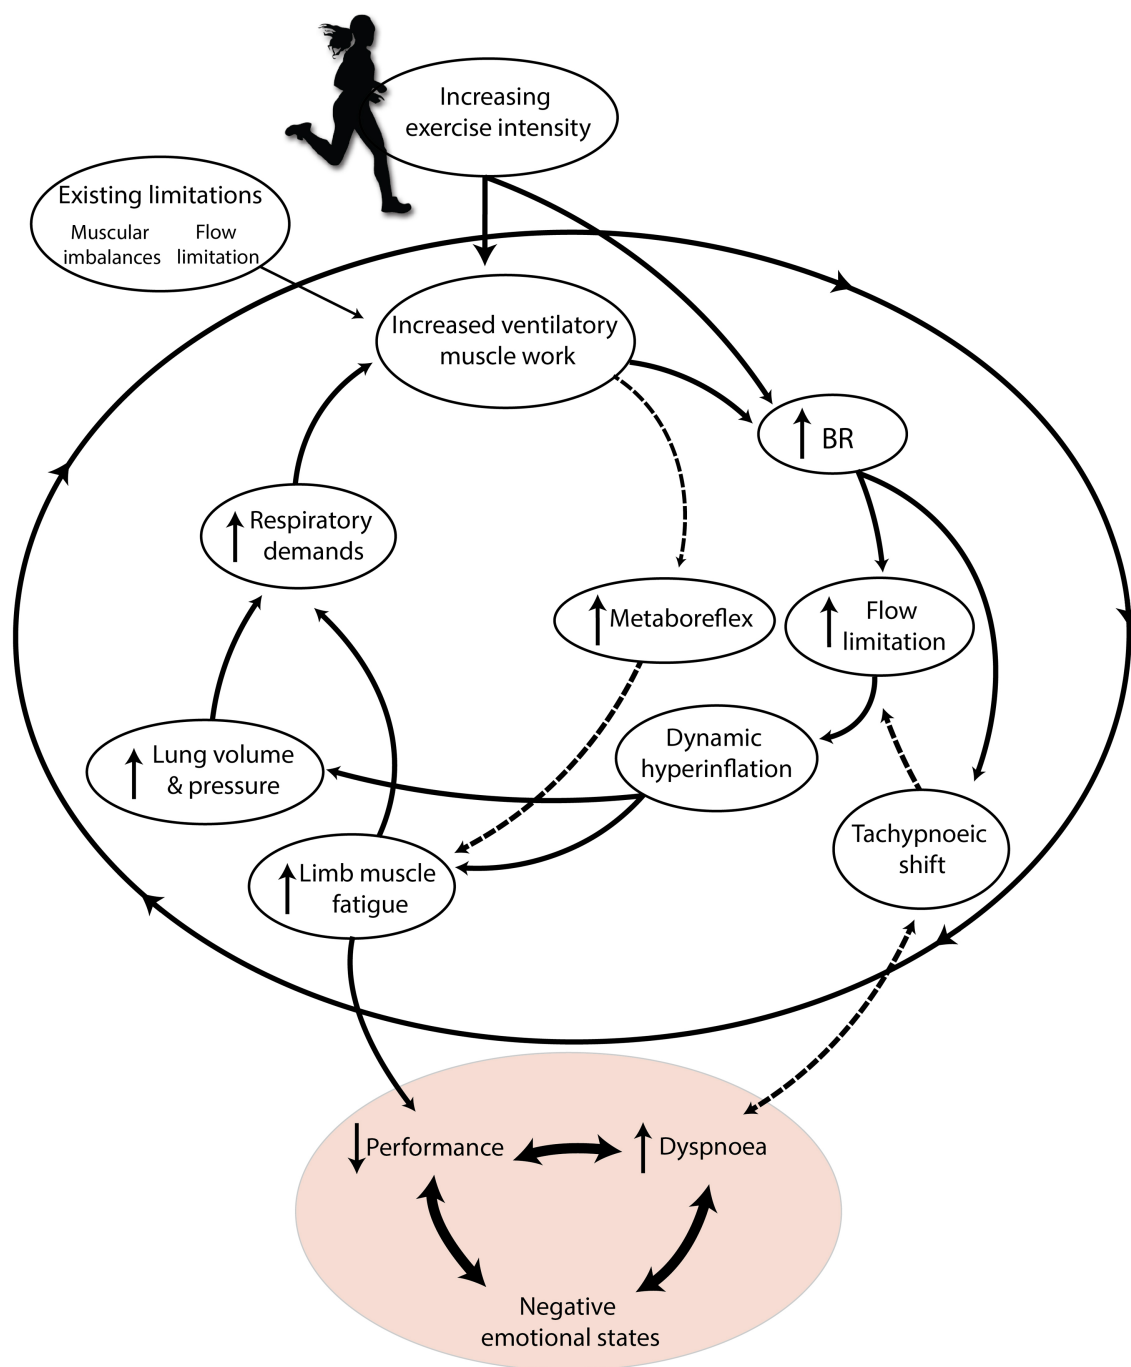 Increasing
exercise intensity
Existing limitations
Muscular
imbalances
Flow
limitation
Increased ventilatory
muscle work
BR
Respiratory
demands
Metaboreflex
Flow
limitation
Dynamic
hyperinflation
Lung volume
& pressure
Tachypnoeic
shift
Limb muscle
fatigue
Performance
Dyspnoea
Negative
emotional states